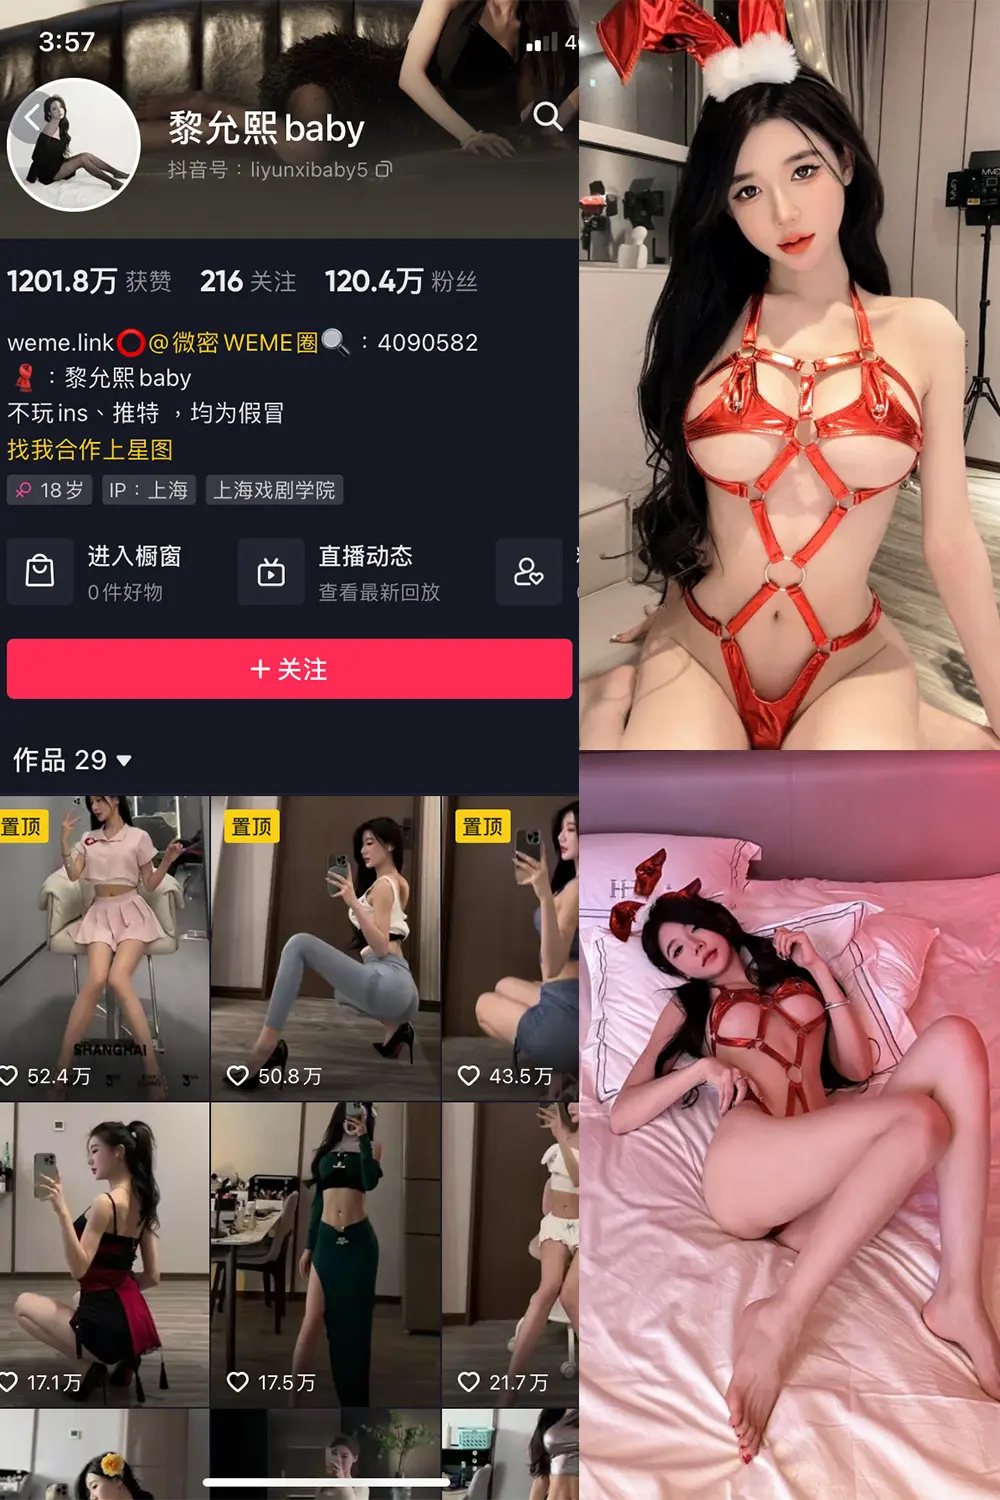 3:57
4
黎允熙baby
抖音号：liyunxibaby5
1201.8万 获赞 216 关注 120.4万 粉丝
weme.link⭕@微密WEME圈🔍：4090582
🧣：黎允熙baby
不玩ins、推特，均为假冒
找我合作上星图
18岁 IP：上海 上海戏剧学院
进入橱窗 直播动态
0件好物 查看最新回放
+ 关注
作品 29
置顶 置顶 置顶
SHANGHAI
52.4万 50.8万 43.5万
17.1万 17.5万 21.7万